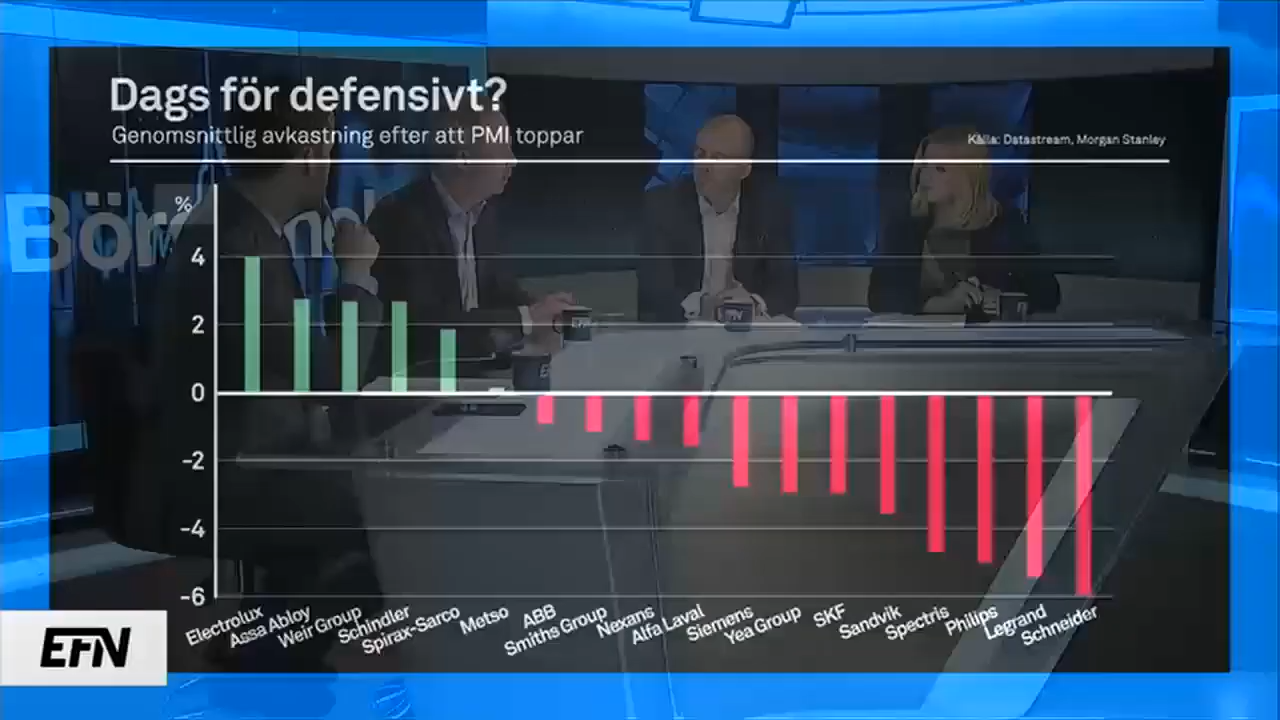 Dags för defensivt?
Genomsnittlig avkastning efter att PMI toppar
Källa: Datastream, Morgan Stanley
%
4
2
0
-2
-4
-6
Electrolux
Assa Abloy
Weir Group
Schindler
Spirax-Sarco
Metso
ABB
Smiths Group
Nexans
Alfa Laval
Siemens
Yea Group
SKF
Sandvik
Spectris
Philips
Legrand
Schneider
EFN
EFN
EFN